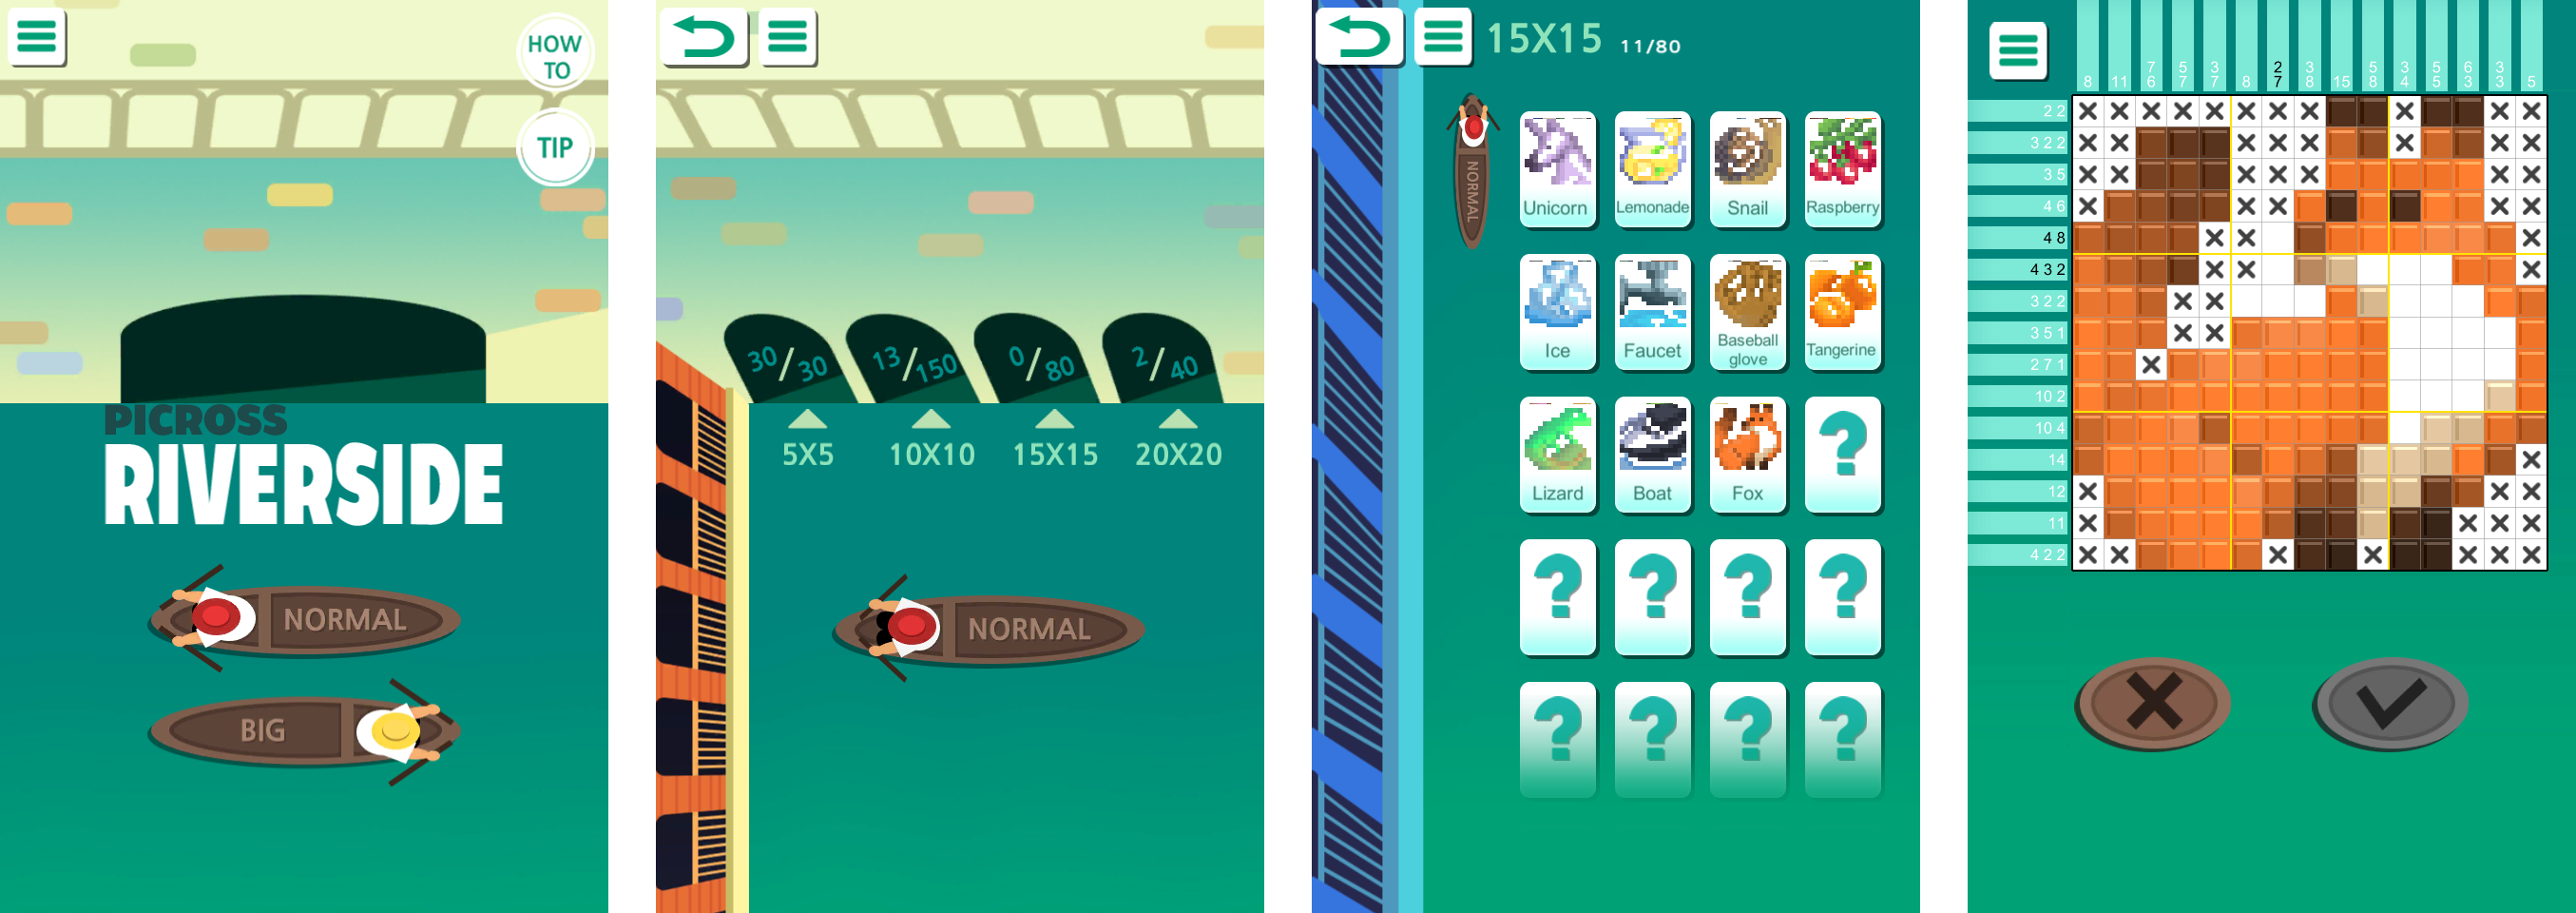 HOW
TO
TIP
PICROSS
RIVERSIDE
NORMAL
BIG
30/30
13/150
0/80
2/40
5X5
10X10
15X15
20X20
NORMAL
15X15 11/80
NORMAL
Unicorn
Lemonade
Snail
Raspberry
Ice
Faucet
Baseball
glove
Tangerine
Lizard
Boat
Fox
?
? ? ? ?
? ? ? ?
7 5 3 2 3 5 3 5 6 3
8 11 6 7 7 8 7 8 15 8 4 5 3 3 5
2 2
3 2 2
3 5
4 6
4 8
4 3 2
3 2 2
3 5 1
2 7 1
10 2
10 4
14
12
11
4 2 2